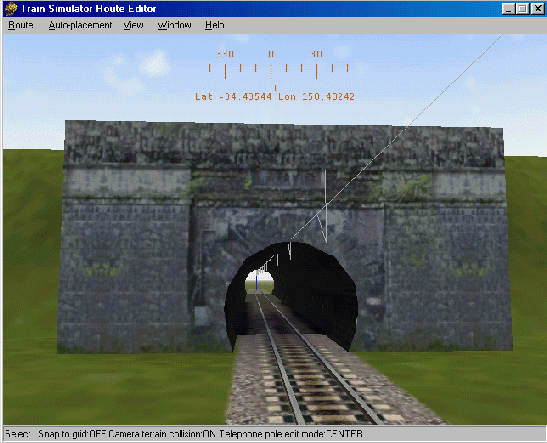 Train Simulator Route Editor
Route Auto-placement View Window Help
330 0 30
Lat -34.43544 Lon 150.43242
Select Snap to grid:OFF Camera terrain collision:ON Telephone pole edit mode:CENTER